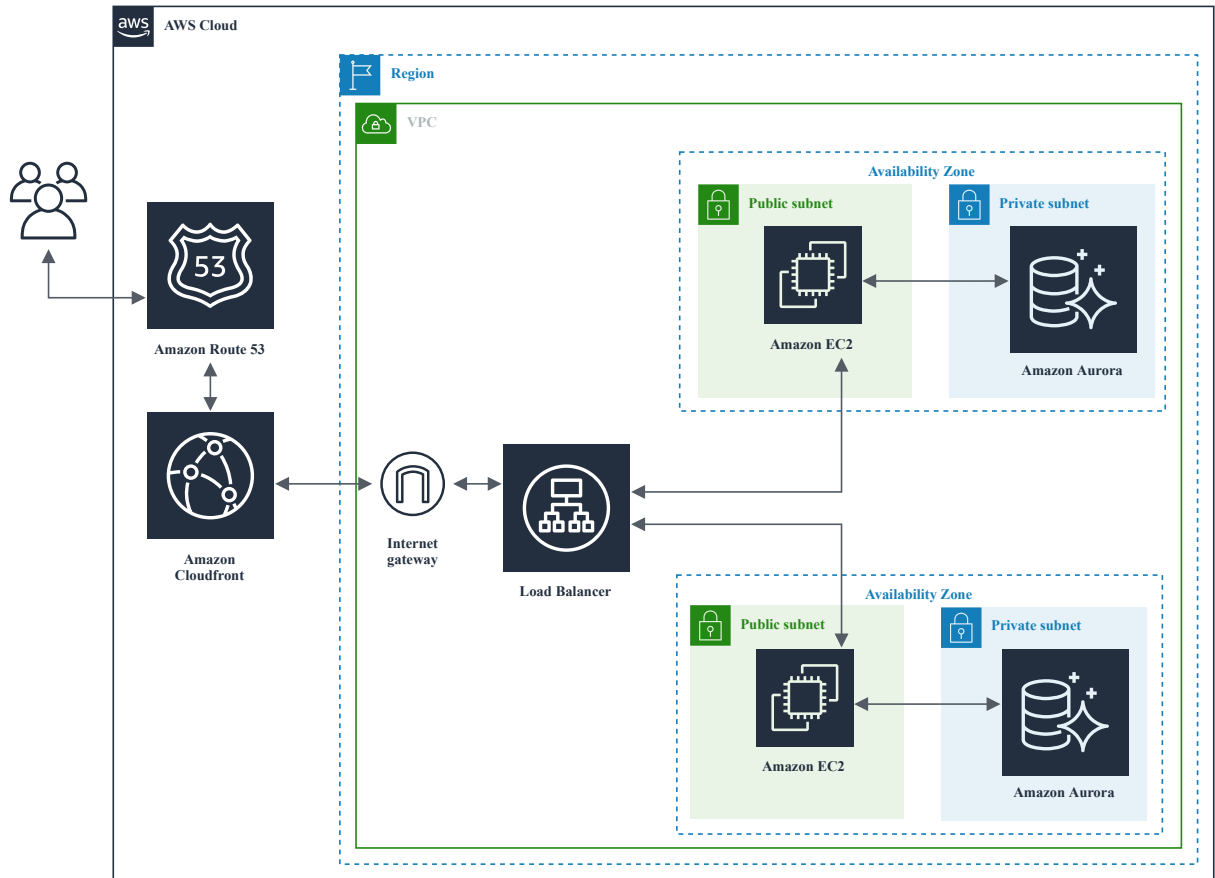 aws
AWS Cloud
Region
VPC
Availability Zone
Public subnet
Private subnet
53
Amazon EC2
Amazon Route 53
Amazon Aurora
Internet
gateway
Amazon
Cloudfront
Load Balancer
Availability Zone
Public subnet
Private subnet
Amazon EC2
Amazon Aurora